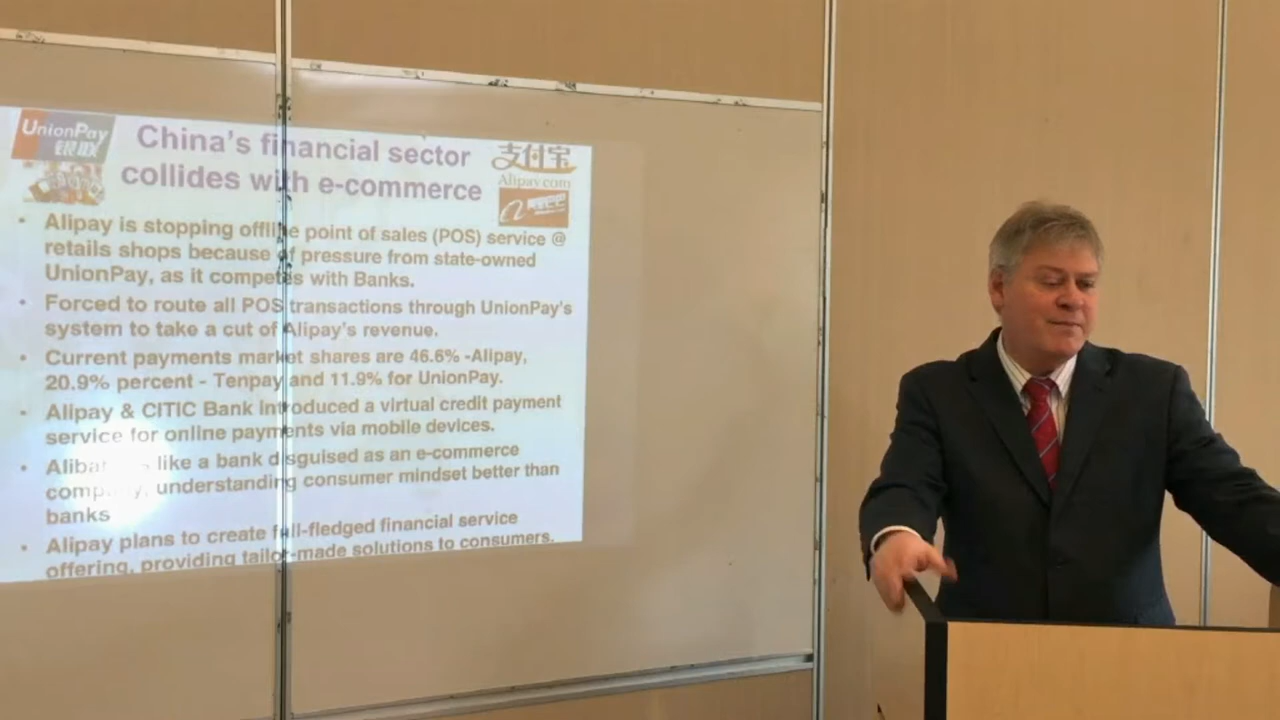 UnionPay
银联
China's financial sector
collides with e-commerce
支付宝
Alipay.com
• Alipay is stopping offline point of sales (POS) service @
retails shops because of pressure from state-owned
UnionPay, as it competes with Banks.
• Forced to route all POS transactions through UnionPay's
system to take a cut of Alipay's revenue.
• Current payments market shares are 46.6% -Alipay,
20.9% percent - Tenpay and 11.9% for UnionPay.
• Alipay & CITIC Bank introduced a virtual credit payment
service for online payments via mobile devices.
• like a bank disguised as an e-commerce
company, understanding consumer mindset better than
banks
• Alipay plans to create full-fledged financial service
offering, providing tailor-made solutions to consumers.